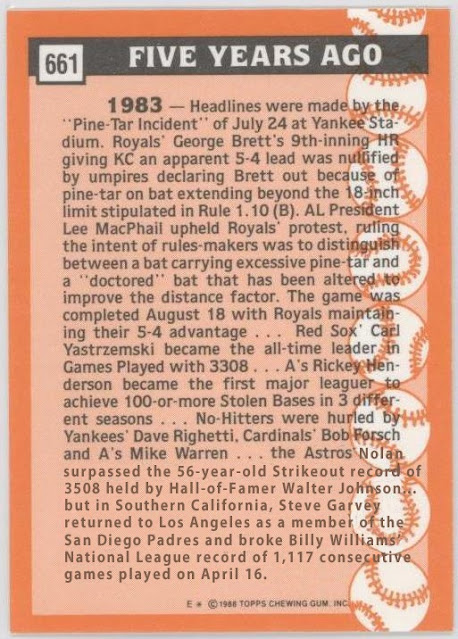 661
FIVE YEARS AGO
1983 — Headlines were made by the
"Pine-Tar Incident" of July 24 at Yankee Sta-
dium. Royals' George Brett's 9th-inning HR
giving KC an apparent 5-4 lead was nullified
by umpires declaring Brett out because of
pine-tar on bat extending beyond the 18-inch
limit stipulated in Rule 1.10 (B). AL President
Lee MacPhail upheld Royals' protest, ruling
the intent of rules-makers was to distinguish
between a bat carrying excessive pine-tar and
a "doctored" bat that has been altered to
improve the distance factor. The game was
completed August 18 with Royals maintain-
ing their 5-4 advantage . . . Red Sox' Carl
Yastrzemski became the all-time leader in
Games Played with 3308 . . . A's Rickey Hen-
derson became the first major leaguer to
achieve 100-or-more Stolen Bases in 3 differ-
ent seasons . . . No-Hitters were hurled by
Yankees' Dave Righetti, Cardinals' Bob Forsch
and A's Mike Warren . . . the Astros' Nolan
surpassed the 56-year-old Strikeout record of
3508 held by Hall-of-Famer Walter Johnson...
but in Southern California, Steve Garvey
returned to Los Angeles as a member of the
San Diego Padres and broke Billy Williams'
National League record of 1,117 consecutive
games played on April 16.
E * ©1988 TOPPS CHEWING GUM, INC.